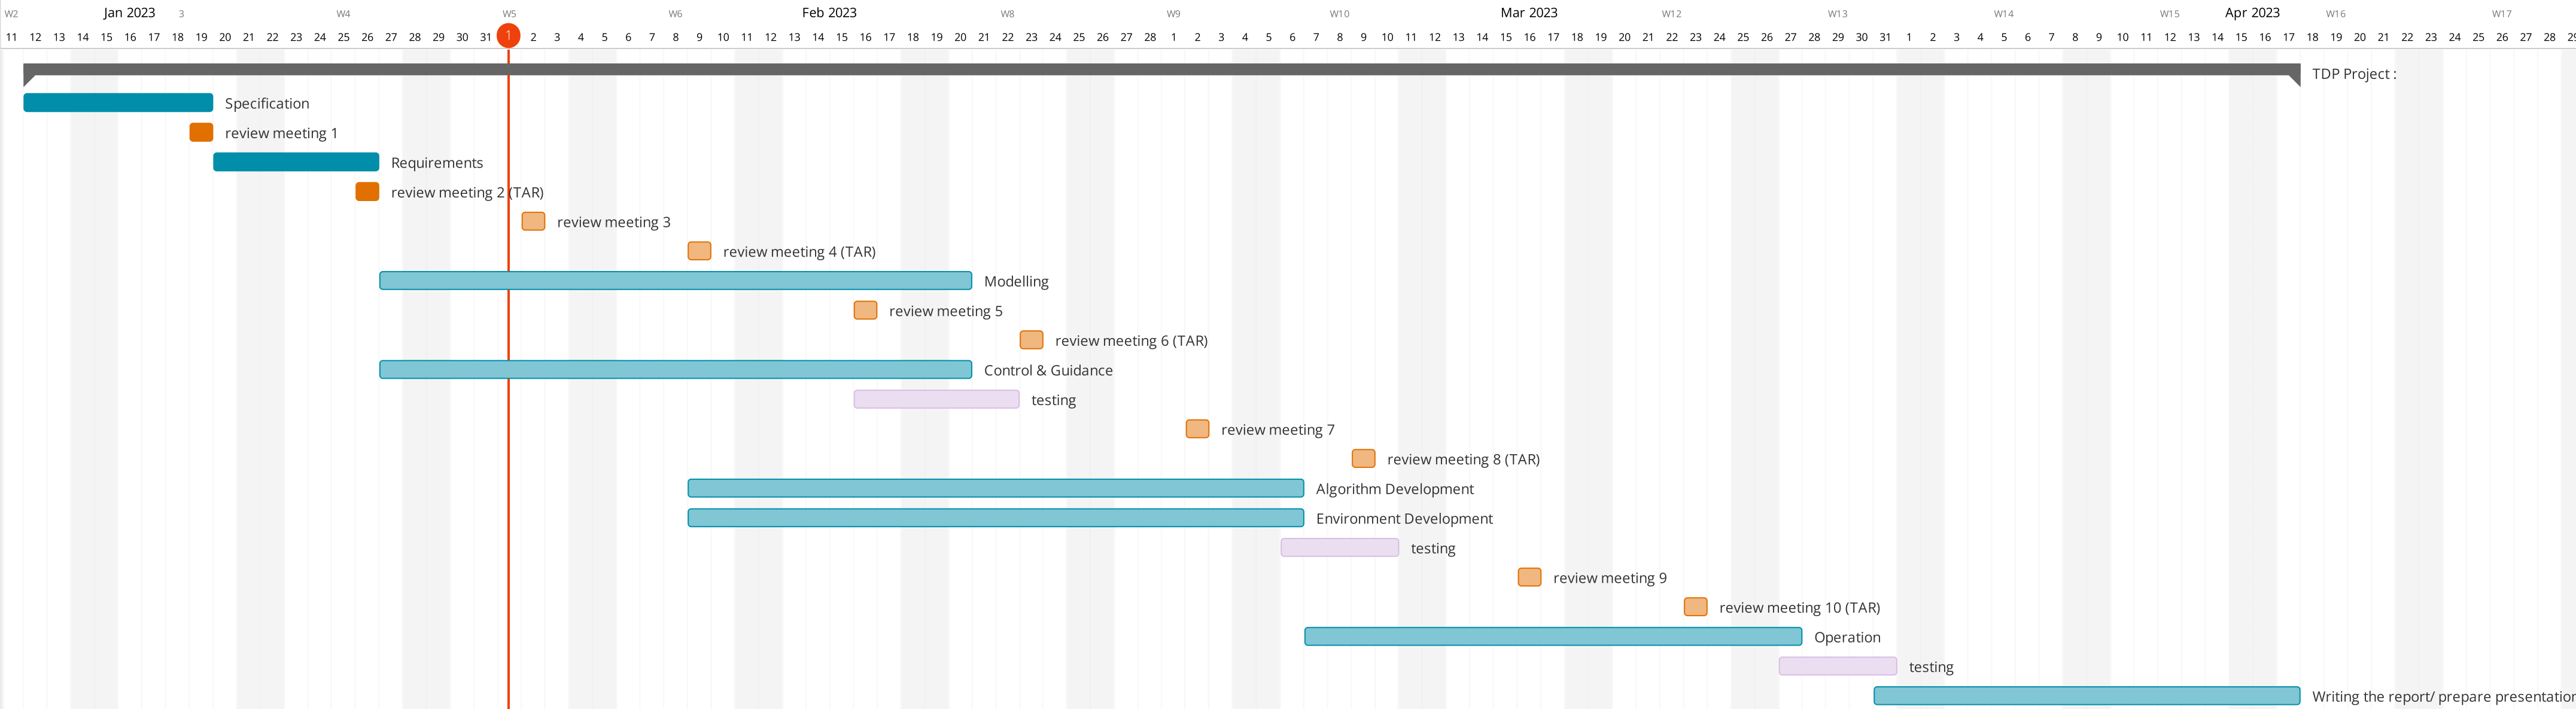 W2 Jan 2023 3 W4 W5 W6 Feb 2023 W8 W9 W10 Mar 2023 W12 W13 W14 W15 Apr 2023 W16 W17
11 12 13 14 15 16 17 18 19 20 21 22 23 24 25 26 27 28 29 30 31 1 2 3 4 5 6 7 8 9 10 11 12 13 14 15 16 17 18 19 20 21 22 23 24 25 26 27 28 1 2 3 4 5 6 7 8 9 10 11 12 13 14 15 16 17 18 19 20 21 22 23 24 25 26 27 28 29 30 31 1 2 3 4 5 6 7 8 9 10 11 12 13 14 15 16 17 18 19 20 21 22 23 24 25 26 27 28 29
TDP Project :
Specification
review meeting 1
Requirements
review meeting 2 (TAR)
review meeting 3
review meeting 4 (TAR)
Modelling
review meeting 5
review meeting 6 (TAR)
Control & Guidance
testing
review meeting 7
review meeting 8 (TAR)
Algorithm Development
Environment Development
testing
review meeting 9
review meeting 10 (TAR)
Operation
testing
Writing the report/ prepare presentation